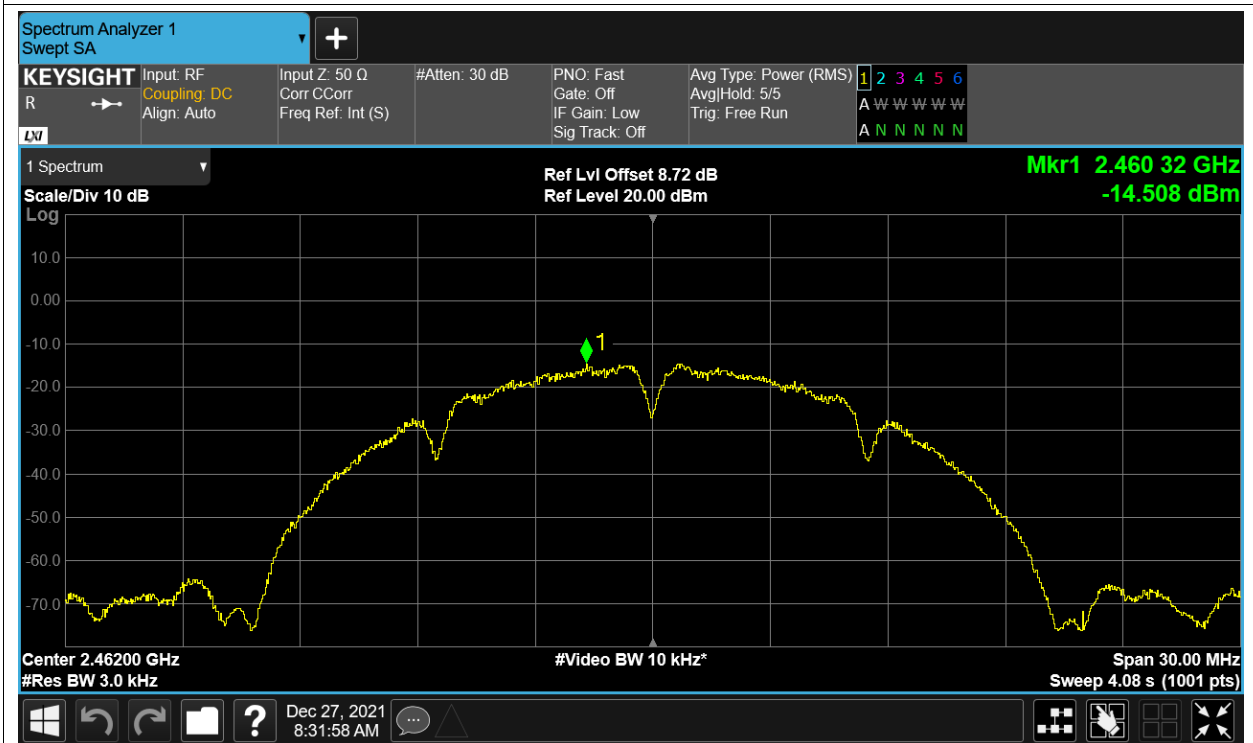 Spectrum Analyzer 1
Swept SA
KEYSIGHT
R
LXI
Input: RF
Coupling: DC
Align: Auto
Input Z: 50 Ω
Corr CCorr
Freq Ref: Int (S)
#Atten: 30 dB
PNO: Fast
Gate: Off
IF Gain: Low
Sig Track: Off
Avg Type: Power (RMS)
Avg|Hold: 5/5
Trig: Free Run
1 2 3 4 5 6
A W W W W W
A N N N N N
1 Spectrum
Scale/Div 10 dB
Log
Ref Lvl Offset 8.72 dB
Ref Level 20.00 dBm
Mkr1 2.460 32 GHz
-14.508 dBm
10.0
0.00
-10.0
-20.0
-30.0
-40.0
-50.0
-60.0
-70.0
1
Center 2.46200 GHz
#Res BW 3.0 kHz
#Video BW 10 kHz*
Span 30.00 MHz
Sweep 4.08 s (1001 pts)
?
Dec 27, 2021
8:31:58 AM